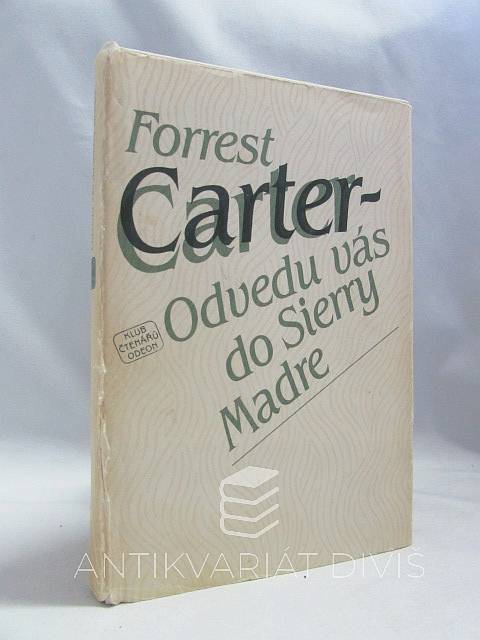 Forrest
Carter-
Odvedu vás
do Sierry
Madre
KLUB
ČTENÁŘŮ
ODEON
ANTIKVARIÁT DIVIŠ